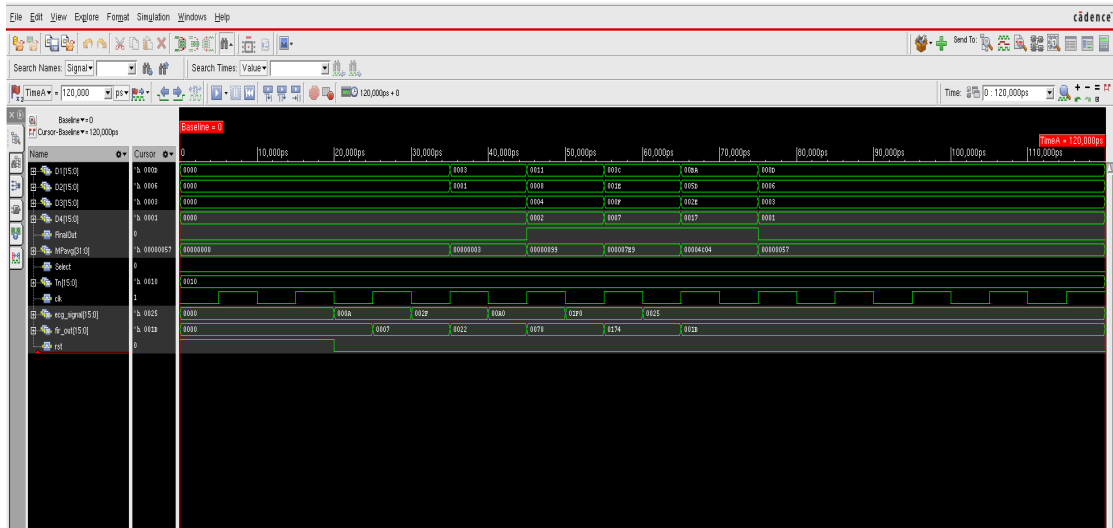 File Edit View Explore Format Simulation Windows Help cādence
Send To:
Search Names: Signal Search Times: Value
TimeA = 120,000 ps 120,000ps + 0 Time: 0 : 120,000ps
Baseline = 0
Cursor-Baseline = 120,000ps
Baseline = 0
TimeA = 120,000ps
Name Cursor 0 10,000ps 20,000ps 30,000ps 40,000ps 50,000ps 60,000ps 70,000ps 80,000ps 90,000ps 100,000ps 110,000ps
D1[15:0] 'h 000D 0000 0003 0011 003C 008A 000D
D2[15:0] 'h 0006 0000 0001 0008 001E 005D 0006
D3[15:0] 'h 0003 0000 0004 000F 002E 0003
D4[15:0] 'h 0001 0000 0002 0007 0017 0001
FinalOut 0
MPavg[31:0] 'h 00000057 00000000 00000003 00000099 000007E9 00004C04 00000057
Select 0
Tn[15:0] 'h 0010 0010
clk 1
ecg_signal[15:0] 'h 0025 0000 000A 002F 00A0 01F0 0025
fir_out[15:0] 'h 001B 0000 0007 0022 0078 0174 001B
rst 0